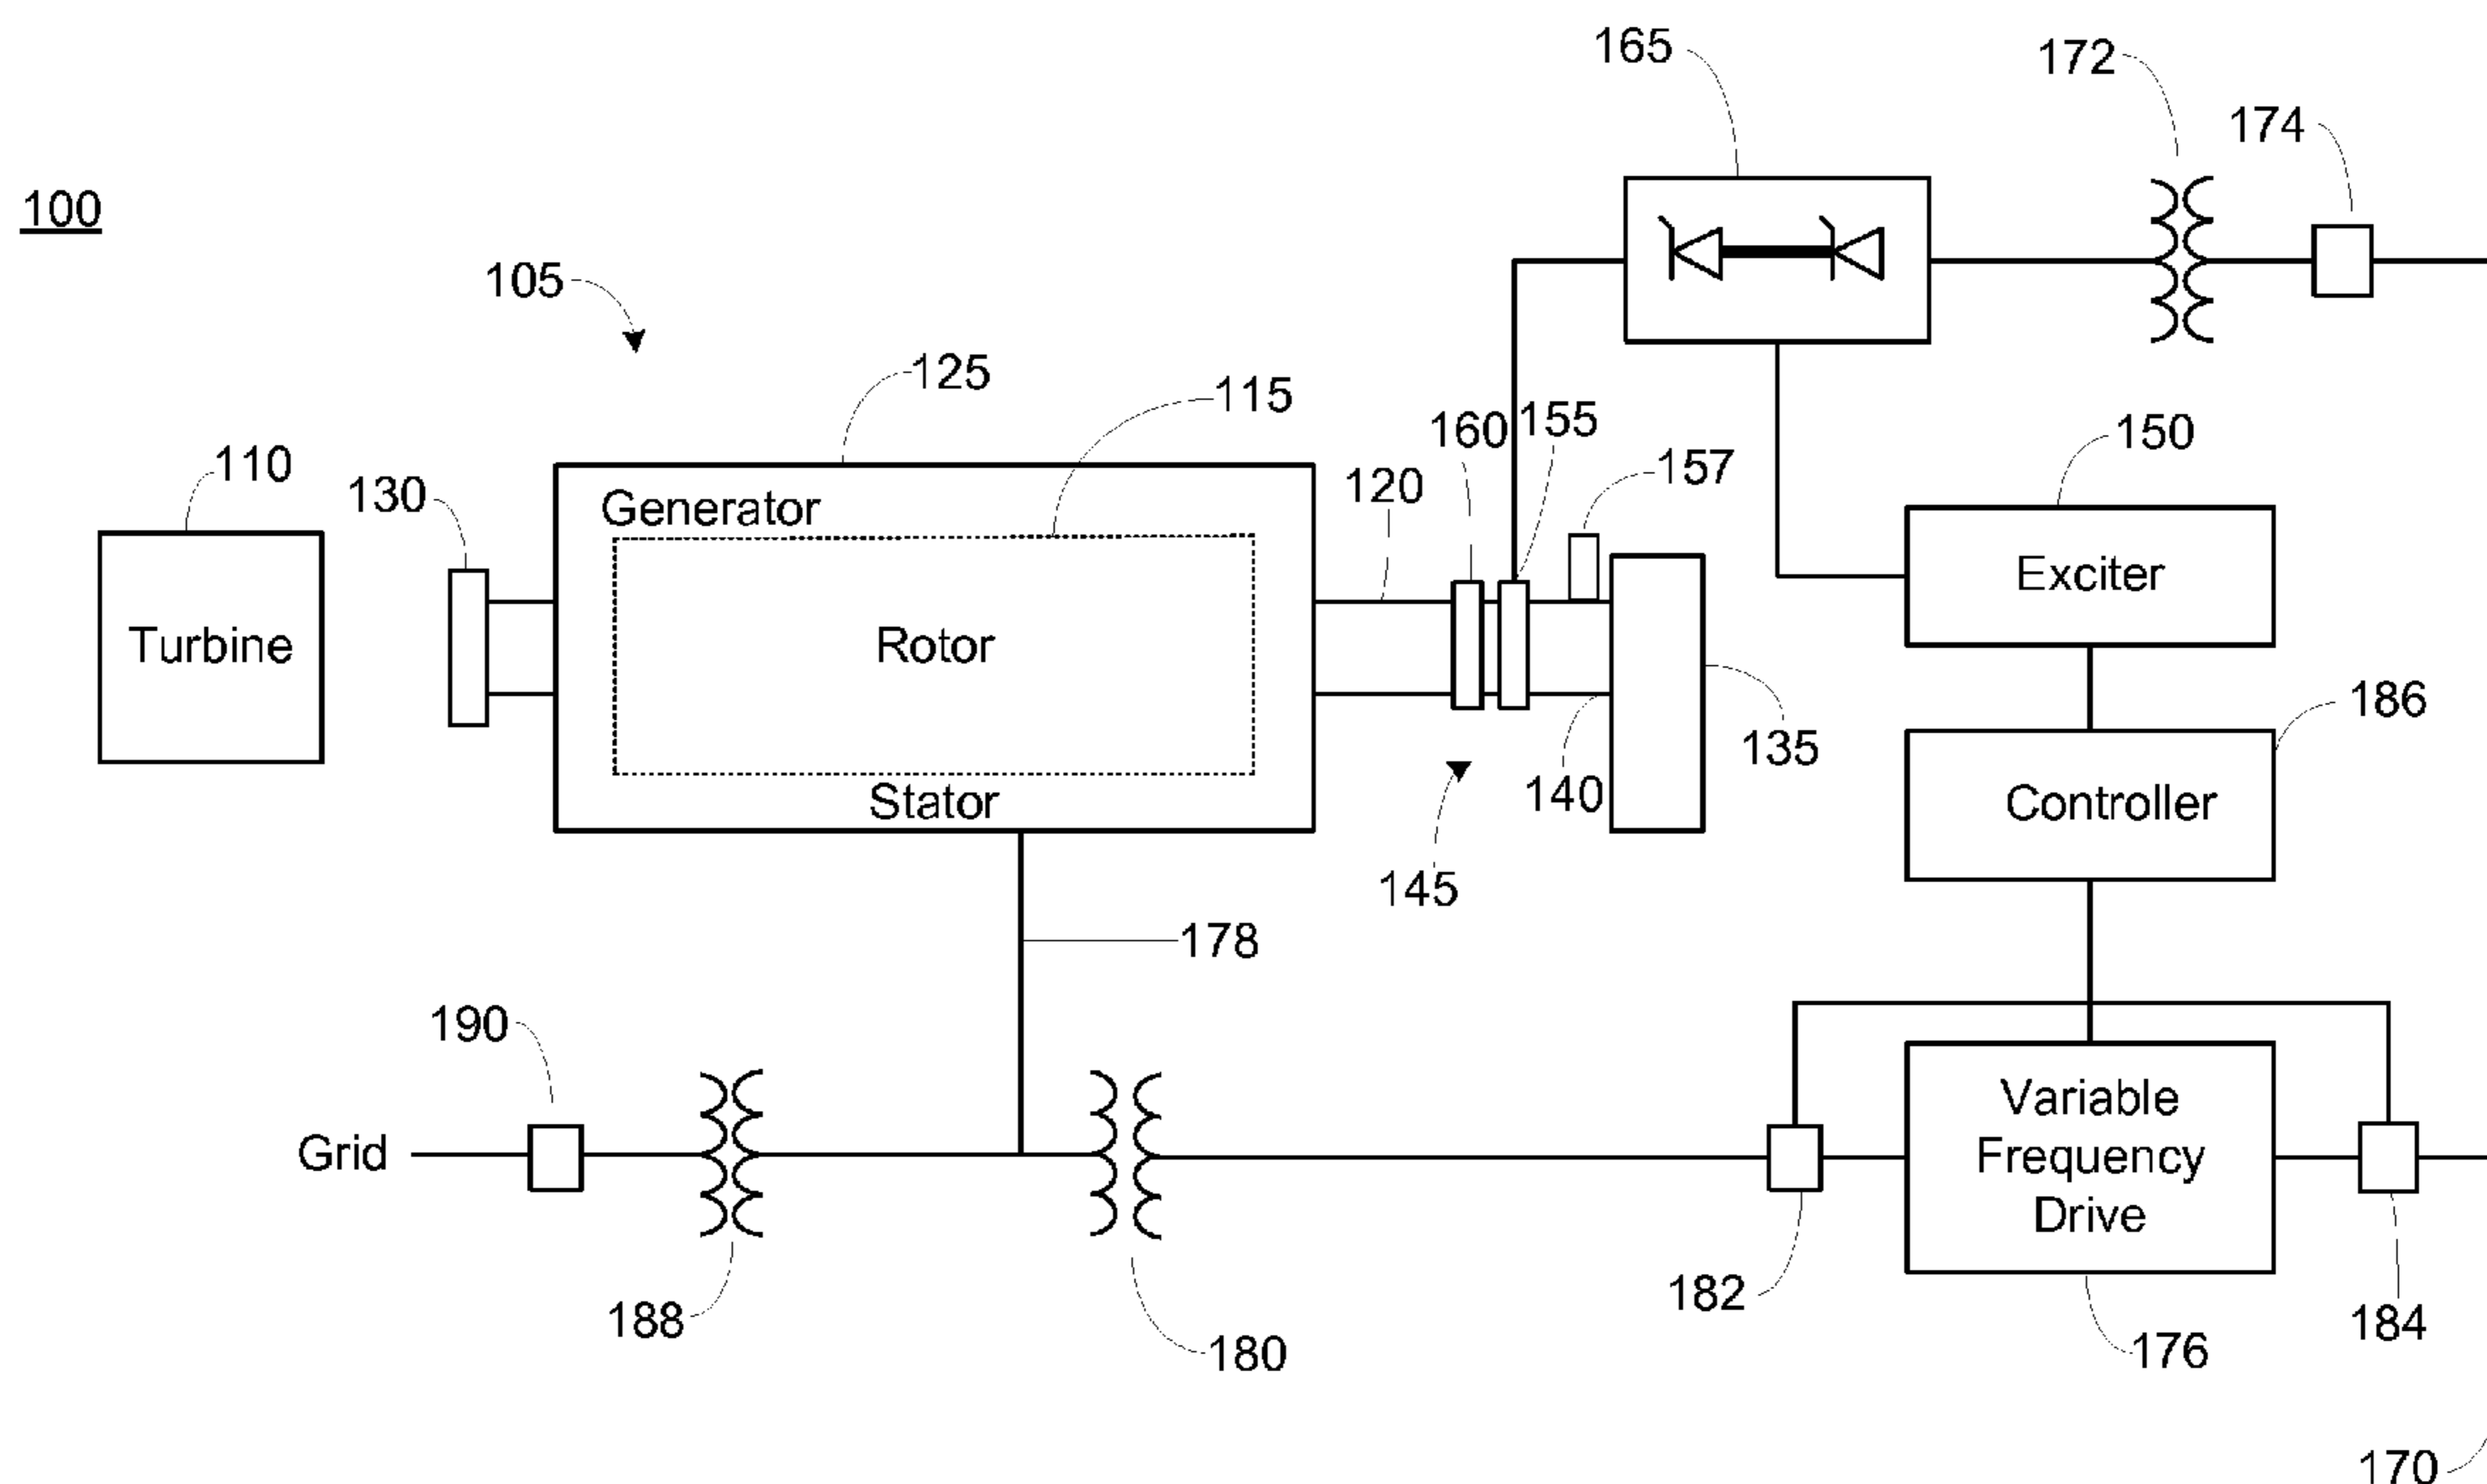 165
172
174
100
105
125
115
160
155
150
110
130
120
157
Generator
Turbine
Rotor
Exciter
186
135
140
Stator
Controller
145
178
190
Grid
Variable
Frequency
Drive
182
188
180
176
184
170